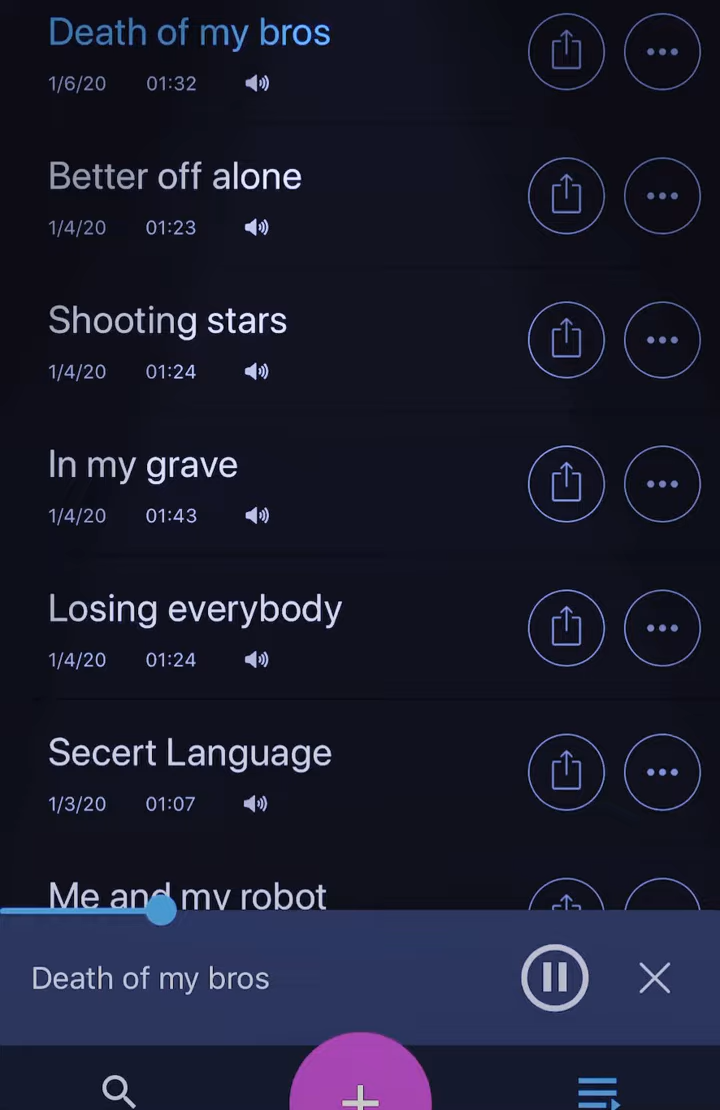 Death of my bros
1/6/20 01:32
Better off alone
1/4/20 01:23
Shooting stars
1/4/20 01:24
In my grave
1/4/20 01:43
Losing everybody
1/4/20 01:24
Secert Language
1/3/20 01:07
Me and my robot
Death of my bros